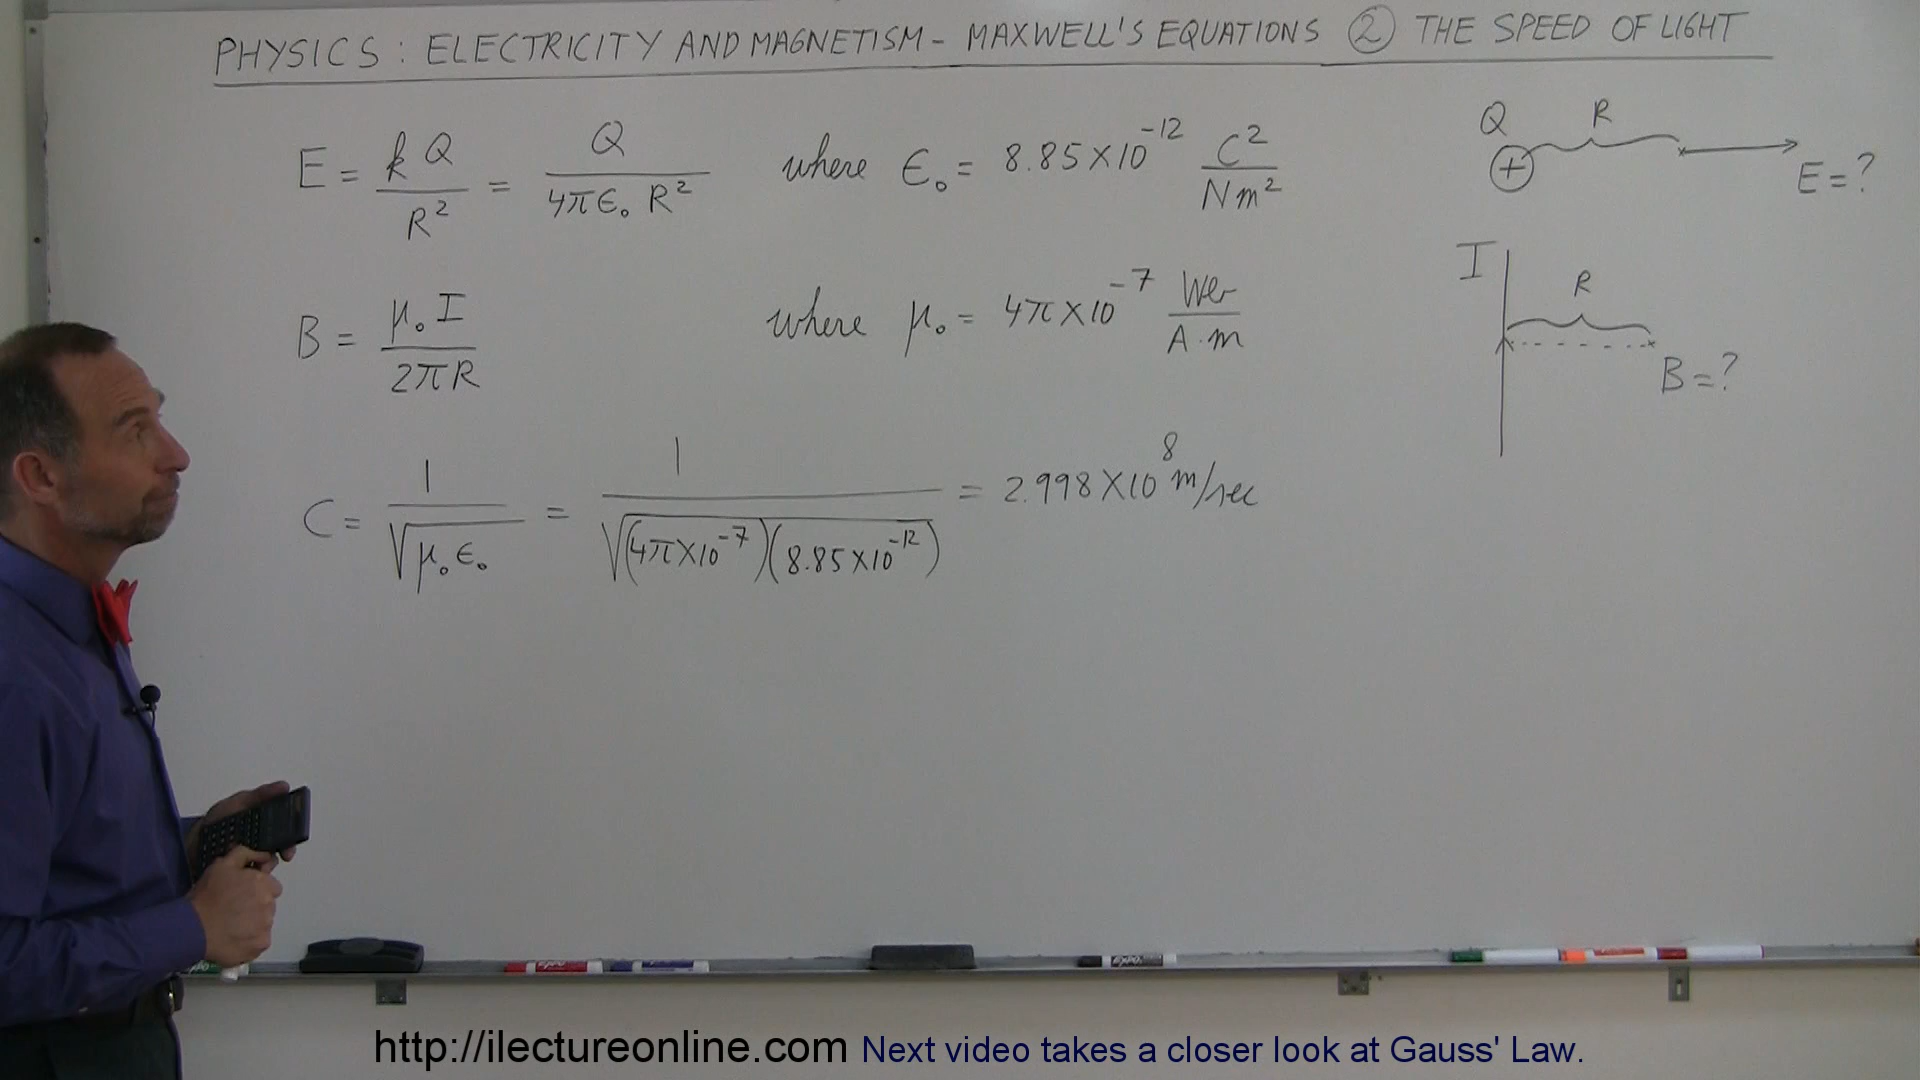 PHYSICS: ELECTRICITY AND MAGNETISM - MAXWELL'S EQUATIONS ② THE SPEED OF LIGHT
E = kQ/R² = Q/(4πε₀R²) where ε₀ = 8.85×10⁻¹² C²/Nm²
Q R
+ E = ?
B = μ₀I/(2πR) where μ₀ = 4π×10⁻⁷ Wer/(A·m)
I R
B = ?
C = 1/√(μ₀ε₀) = 1/√((4π×10⁻⁷)(8.85×10⁻¹²)) = 2.998×10⁸ m/sec
EXPO
http://ilectureonline.com Next video takes a closer look at Gauss' Law.